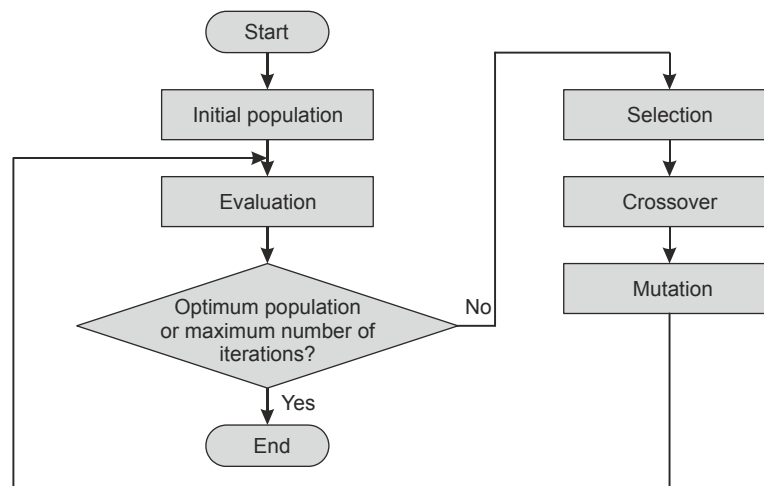 Start
Initial population
Evaluation
Optimum population
or maximum number of
iterations?
No
Yes
End
Selection
Crossover
Mutation